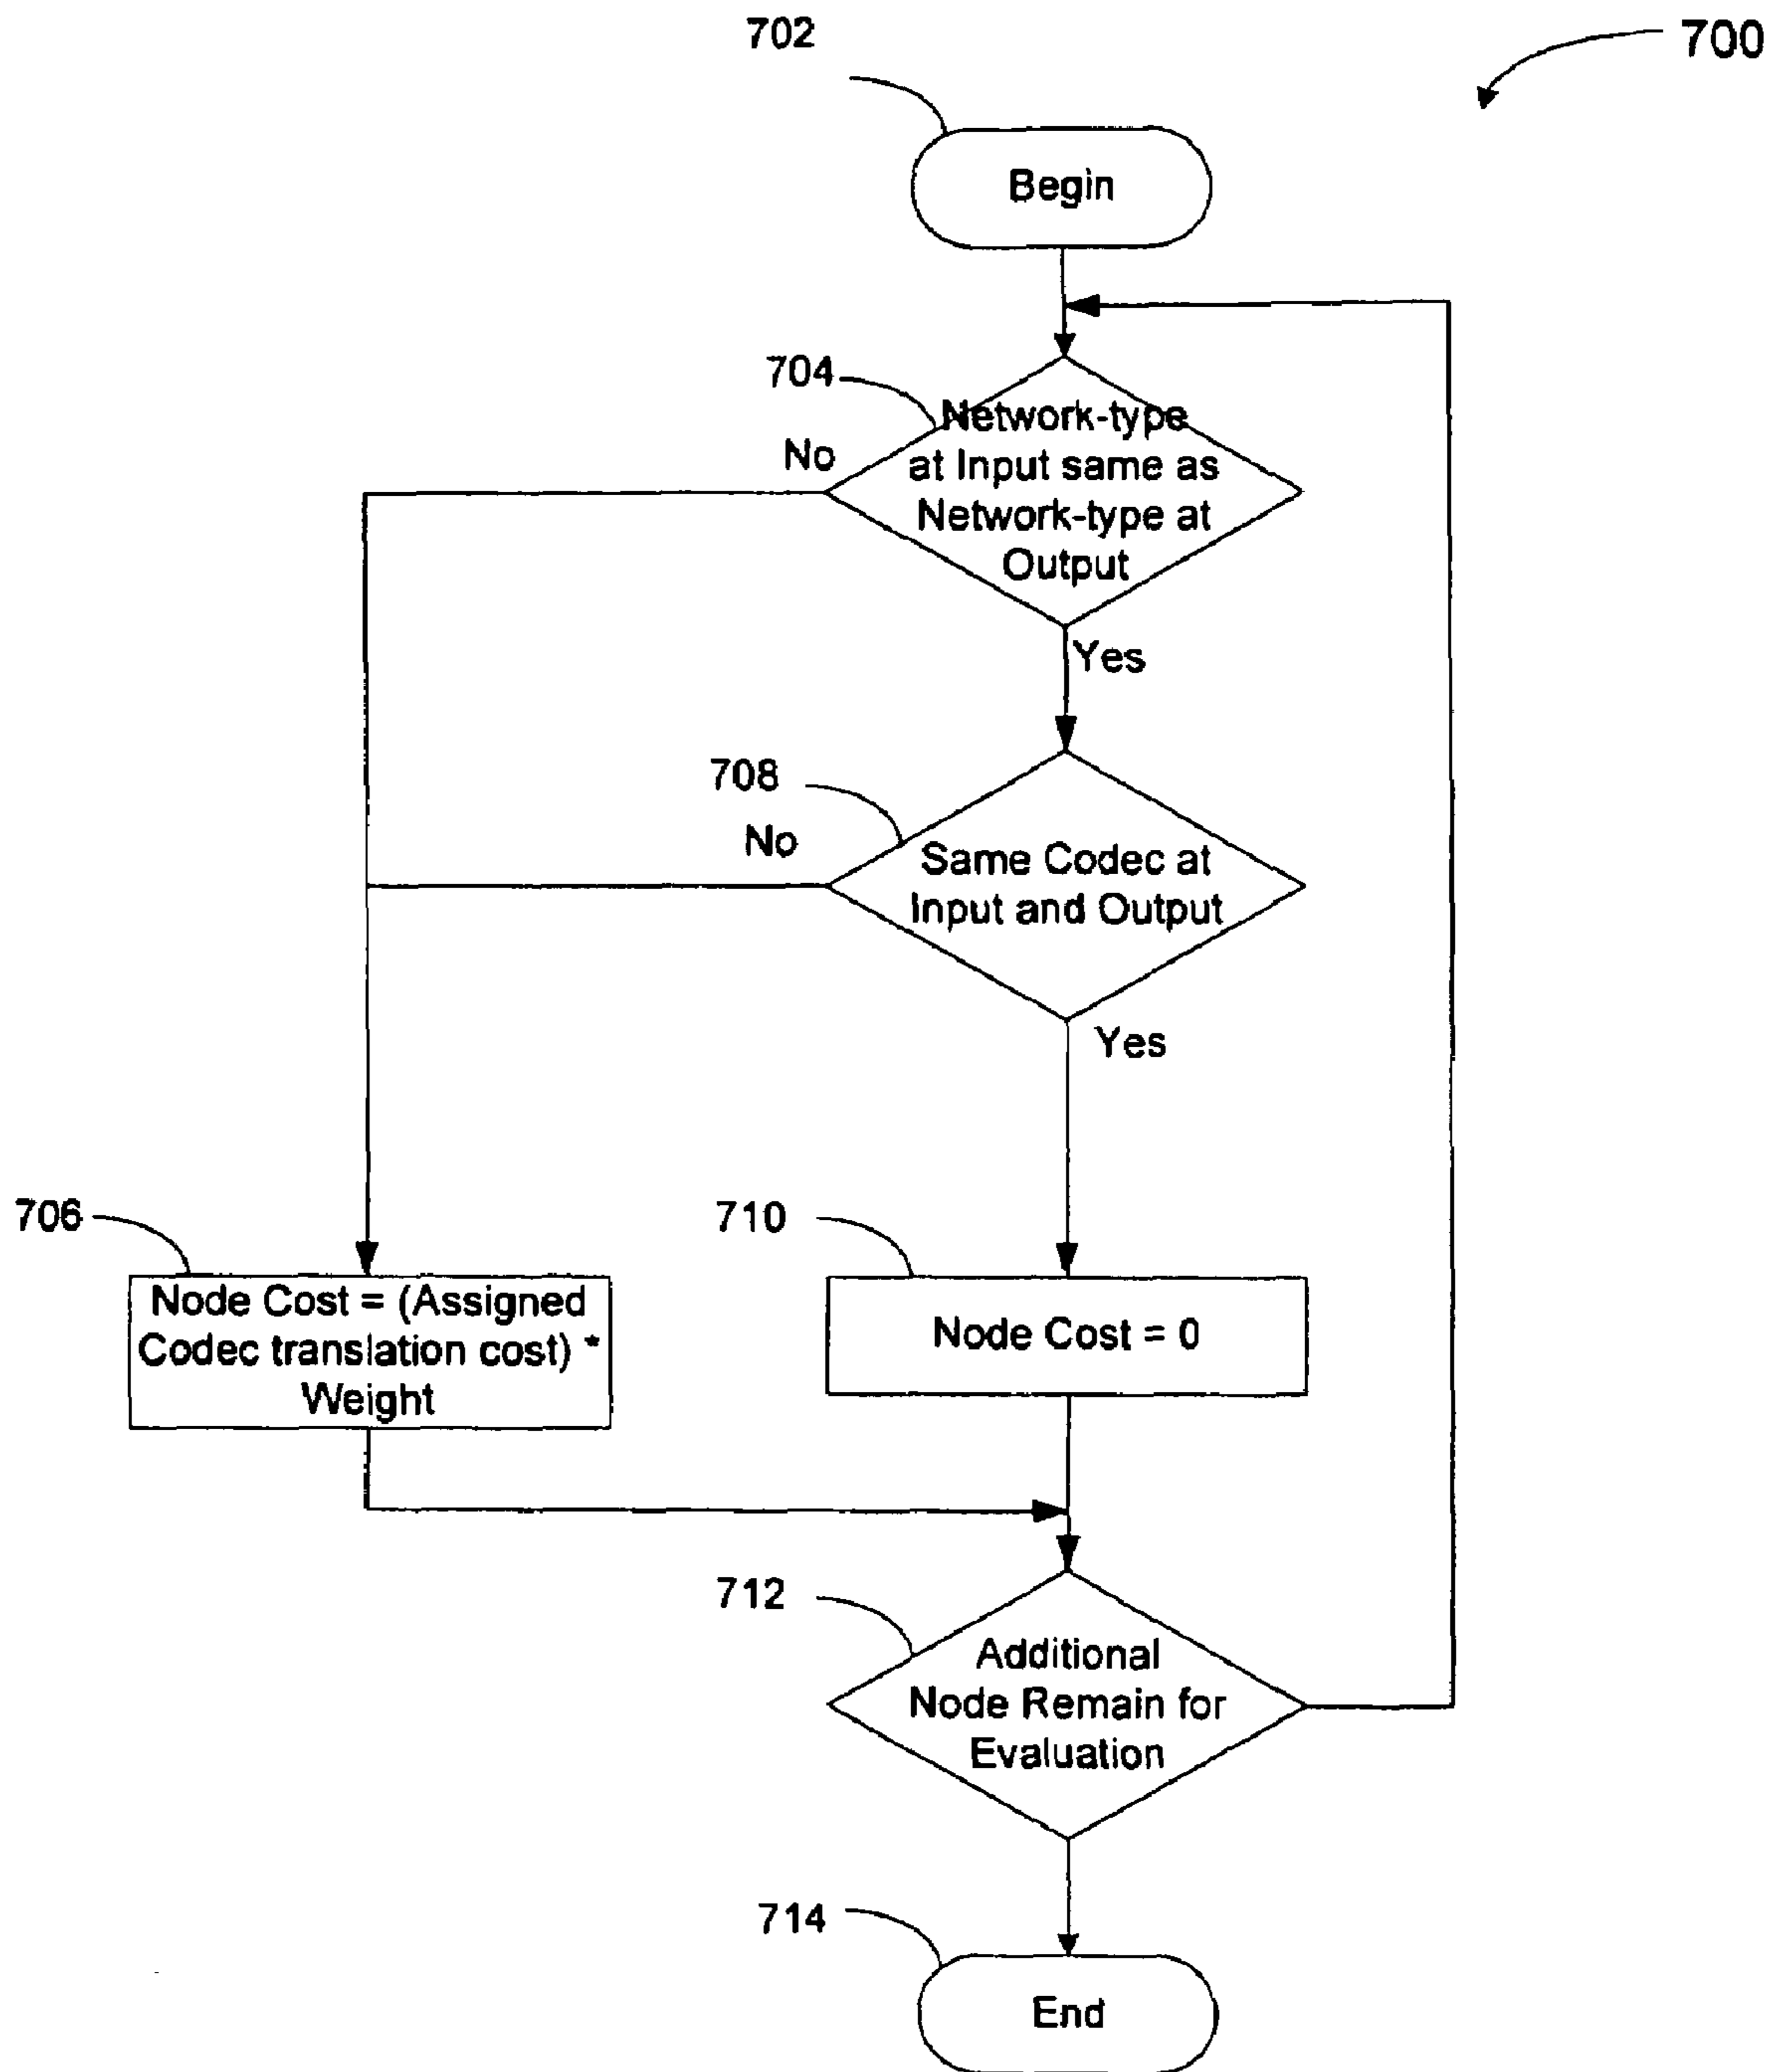 702
700
Begin
704
Network-type
at Input same as
Network-type at
Output
No
Yes
708
No
Same Codec at
Input and Output
Yes
706
Node Cost = (Assigned
Codec translation cost) *
Weight
710
Node Cost = 0
712
Additional
Node Remain for
Evaluation
714
End